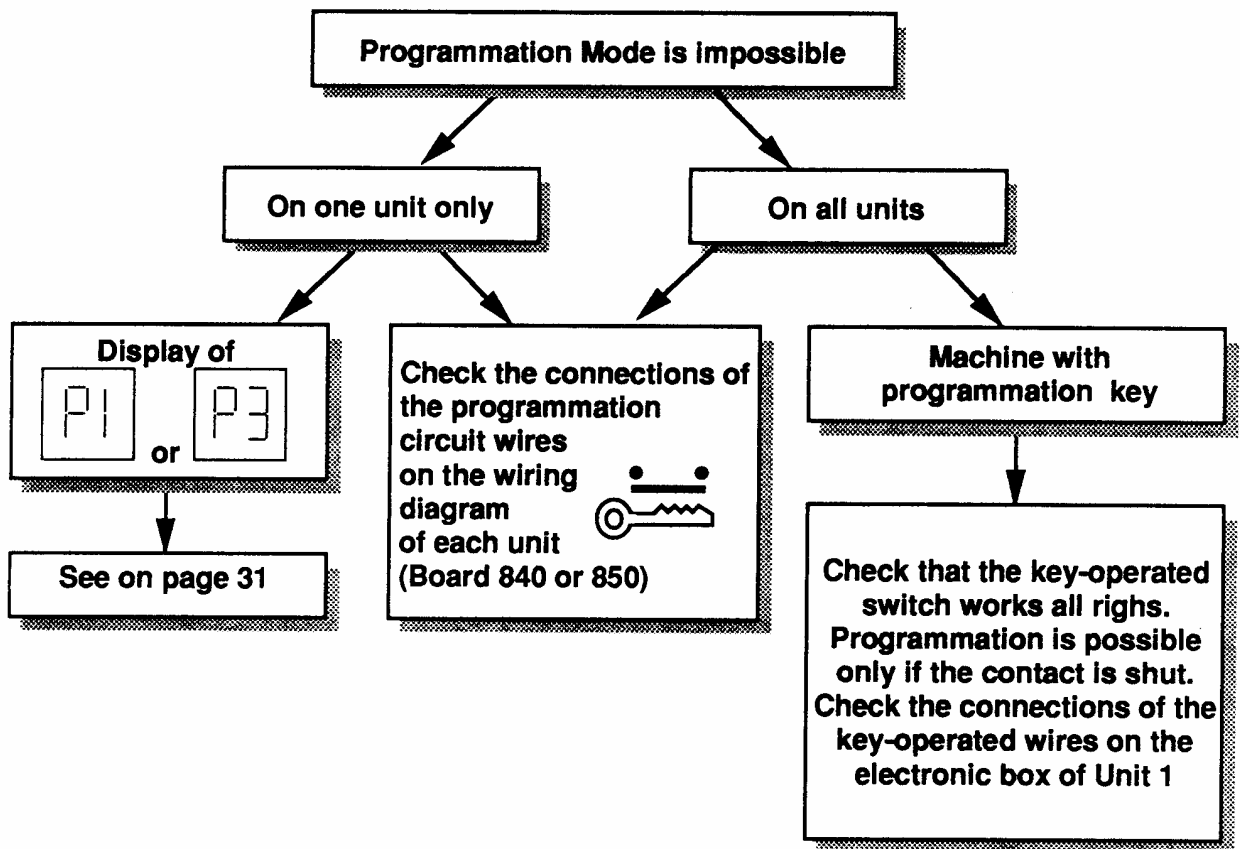 Programmation Mode is impossible
On one unit only
On all units
Display of
P1 or P3
See on page 31
Check the connections of
the programmation
circuit wires
on the wiring
diagram
of each unit
(Board 840 or 850)
Machine with
programmation key
Check that the key-operated
switch works all righs.
Programmation is possible
only if the contact is shut.
Check the connections of the
key-operated wires on the
electronic box of Unit 1